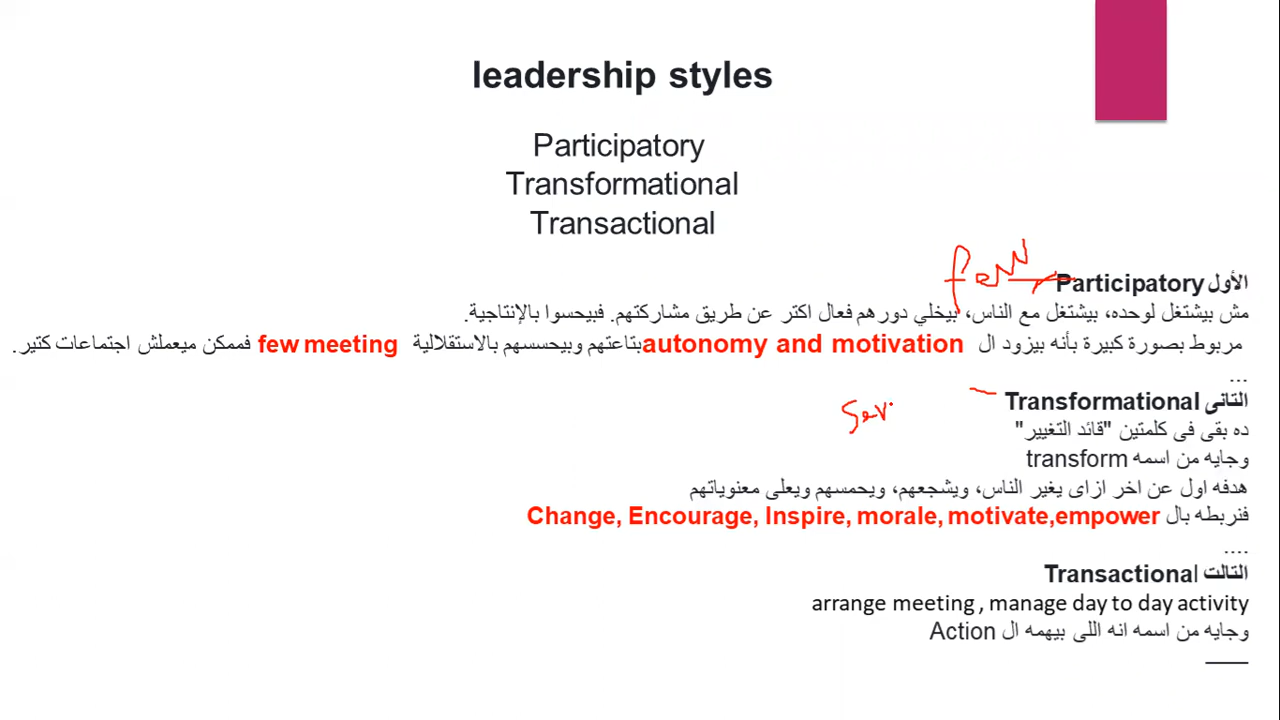 leadership styles
Participatory
Transformational
Transactional
few
الأول Participatory
مش بيشتغل لوحده، بيشتغل مع الناس، بيخلي دورهم فعال اكتر عن طريق مشاركتهم. فبيحسوا بالإنتاجية.
مربوط بصورة كبيرة بأنه بيزود ال autonomy and motivation بتاعتهم وبيحسسهم بالاستقلالية few meeting فممكن ميعملش اجتماعات كتير.
...
التانى Transformational
Sev
ده بقى فى كلمتين "قائد التغيير"
وجايه من اسمه transform
هدفه اول عن اخر ازاى يغير الناس، ويشجعهم، ويحمسهم ويعلى معنوياتهم
فنربطه بال Change, Encourage, Inspire, morale, motivate,empower
....
التالت Transactional
arrange meeting , manage day to day activity
وجايه من اسمه انه اللى بيهمه ال Action